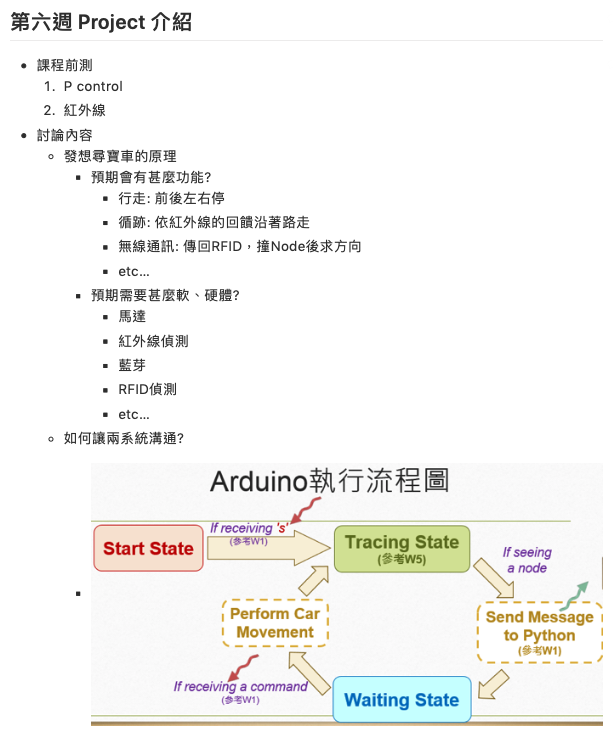 第六週 Project 介紹
課程前測
1. P control
2. 紅外線
討論內容
發想尋寶車的原理
預期會有甚麼功能?
行走: 前後左右停
循跡: 依紅外線的回饋沿著路走
無線通訊: 傳回RFID，撞Node後求方向
etc...
預期需要甚麼軟、硬體?
馬達
紅外線偵測
藍芽
RFID偵測
etc...
如何讓兩系統溝通?
Arduino執行流程圖
If receiving 's'
(參考W1)
Start State
Tracing State
(參考W5)
If seeing
a node
Perform Car
Movement
Send Message
to Python
(參考W1)
If receiving a command
(參考W1)
Waiting State